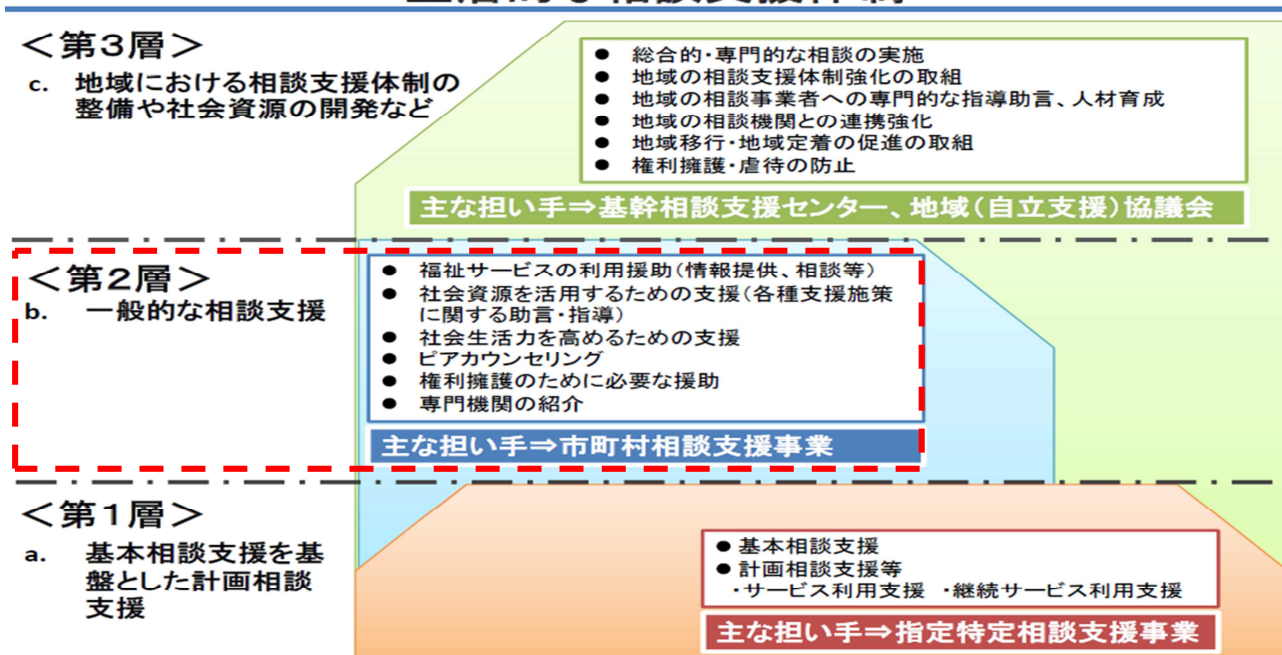 ＜第３層＞
c. 地域における相談支援体制の
整備や社会資源の開発など
● 総合的・専門的な相談の実施
● 地域の相談支援体制強化の取組
● 地域の相談事業者への専門的な指導助言、人材育成
● 地域の相談機関との連携強化
● 地域移行・地域定着の促進の取組
● 権利擁護・虐待の防止
主な担い手⇒基幹相談支援センター、地域（自立支援）協議会
＜第２層＞
b. 一般的な相談支援
● 福祉サービスの利用援助（情報提供、相談等）
● 社会資源を活用するための支援（各種支援施策
に関する助言・指導）
● 社会生活力を高めるための支援
● ピアカウンセリング
● 権利擁護のために必要な援助
● 専門機関の紹介
主な担い手⇒市町村相談支援事業
＜第１層＞
a. 基本相談支援を基
盤とした計画相談
支援
● 基本相談支援
● 計画相談支援等
・サービス利用支援 ・継続サービス利用支援
主な担い手⇒指定特定相談支援事業